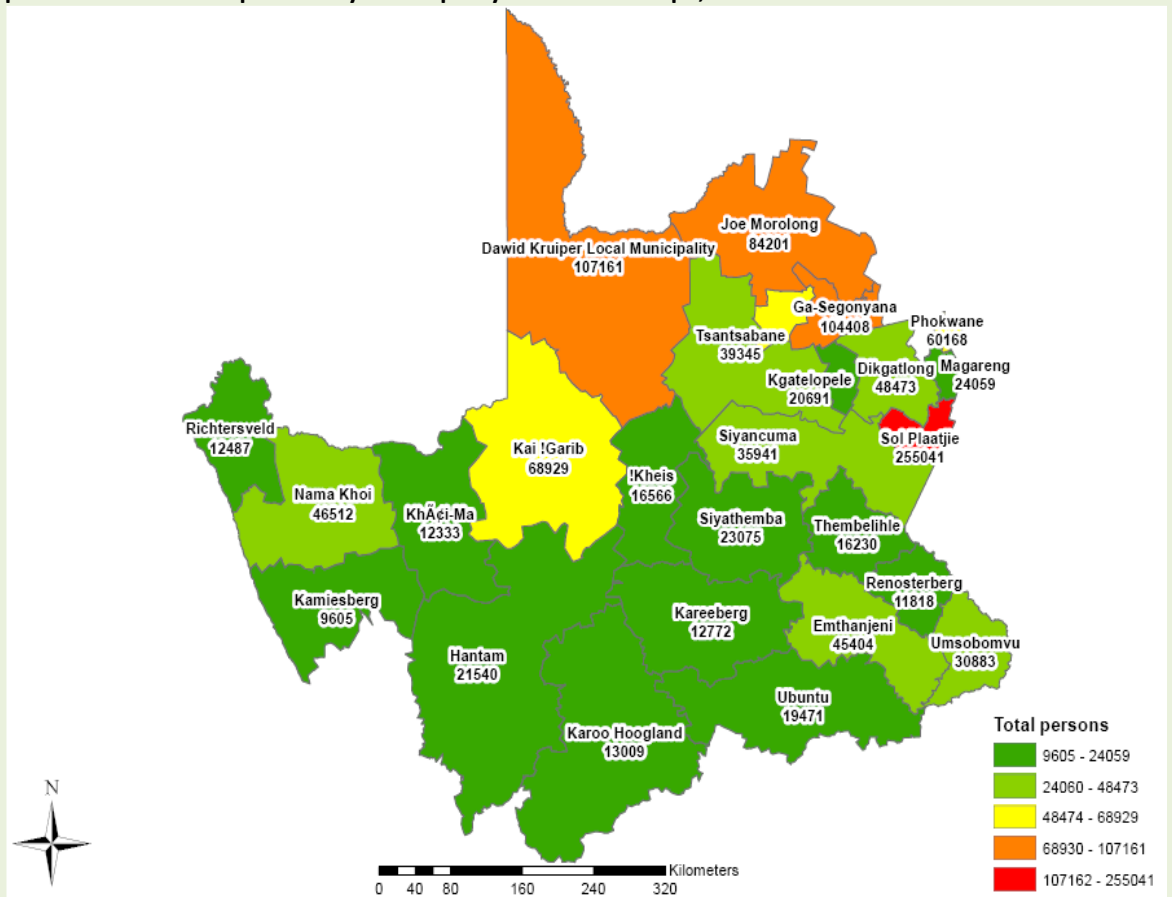 Dawid Kruiper Local Municipality
107161
Joe Morolong
84201
Ga-Segonyana
104408
Tsantsabane
39345
Phokwane
60168
Dikgatlong
48473
Magareng
24059
Kgatelopele
20691
Richtersveld
12487
Siyancuma
35941
Sol Plaatjie
255041
Kai !Garib
68929
!Kheis
16566
Nama Khoi
46512
KhÃ¢i-Ma
12333
Siyathemba
23075
Thembelihle
16230
Renosterberg
11818
Kamiesberg
9605
Kareeberg
12772
Emthanjeni
45404
Umsobomvu
30883
Hantam
21540
Ubuntu
19471
Karoo Hoogland
13009
Total persons
9605 - 24059
24060 - 48473
48474 - 68929
68930 - 107161
107162 - 255041
N
Kilometers
0 40 80 160 240 320